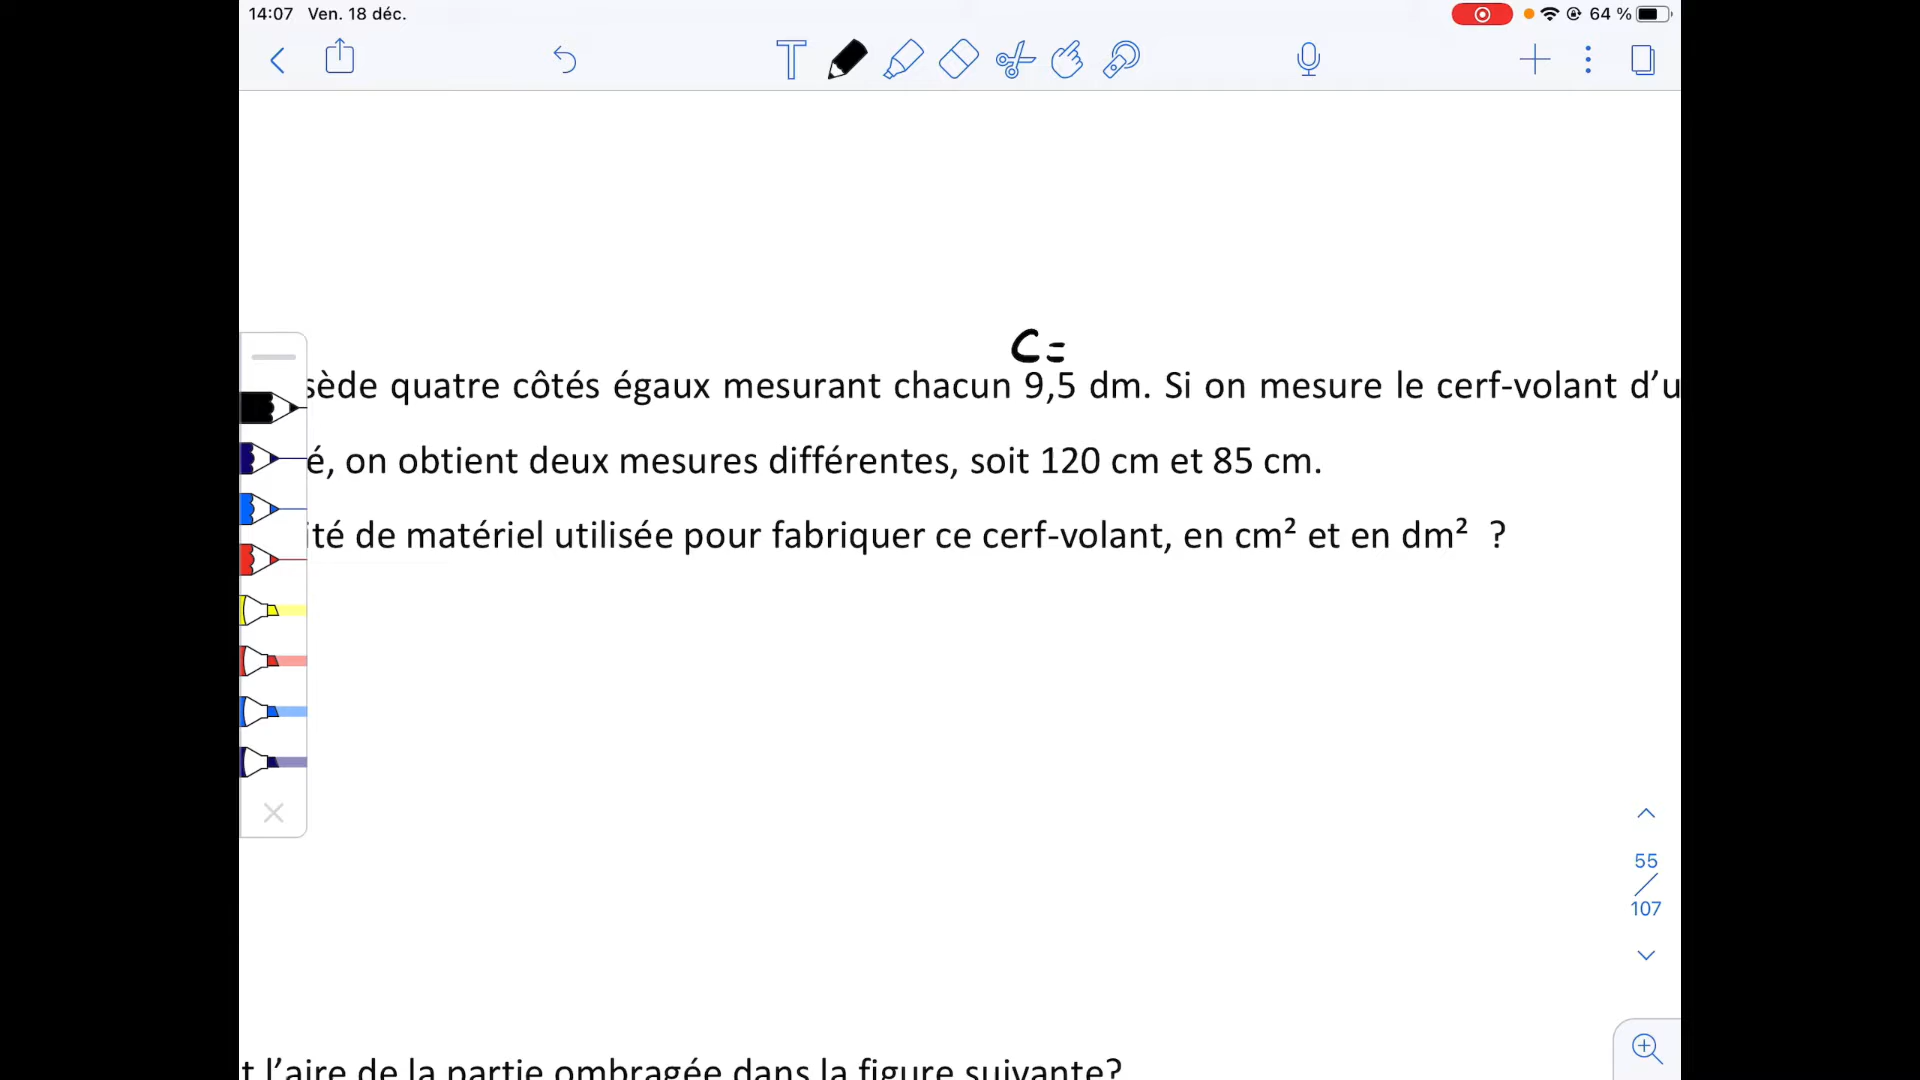 14:07 Ven. 18 déc.
64 %
T
C=
sède quatre côtés égaux mesurant chacun 9,5 dm. Si on mesure le cerf-volant d’u
é, on obtient deux mesures différentes, soit 120 cm et 85 cm.
ité de matériel utilisée pour fabriquer ce cerf-volant, en cm² et en dm² ?
55
107
t l’aire de la partie ombragée dans la figure suivante?